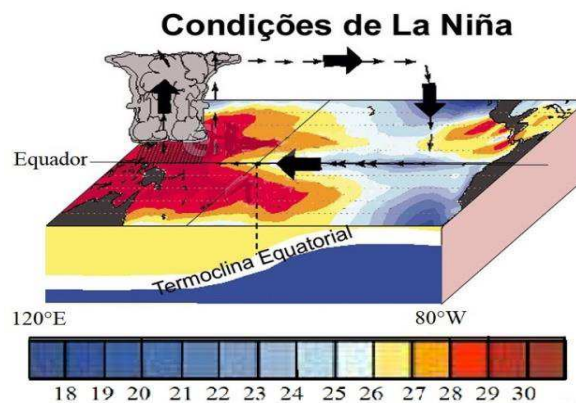 Condições de La Niña
Equador
Termoclina Equatorial
120°E 80°W
18 19 20 21 22 23 24 25 26 27 28 29 30